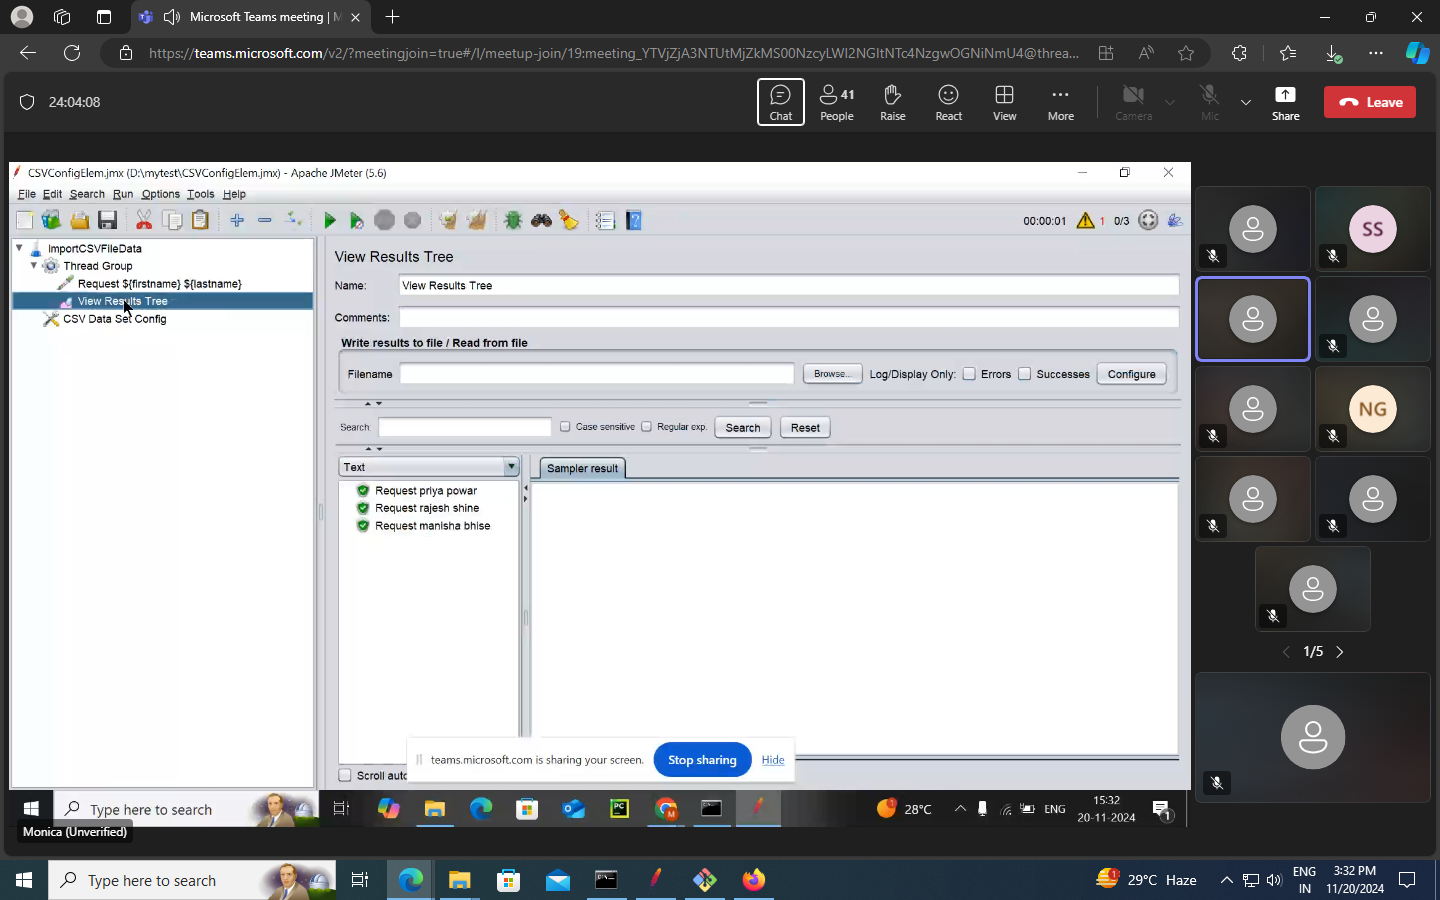 Microsoft Teams meeting | M
https://teams.microsoft.com/v2/?meetingjoin=true#/l/meetup-join/19:meeting_YTVjZjA3NTUtMjZkMS00NzcyLWI2NGItNTc4NzgwOGNiNmU4@threa...
24:04:08
Chat
41
People
Raise
React
View
More
Camera
Mic
Share
Leave
CSVConfigElem.jmx (D:\mytest\CSVConfigElem.jmx) - Apache JMeter (5.6)
File Edit Search Run Options Tools Help
00:00:01 1 0/3
ImportCSVFileData
Thread Group
Request ${firstname} ${lastname}
View Results Tree
CSV Data Set Config
View Results Tree
Name: View Results Tree
Comments:
Write results to file / Read from file
Filename Browse... Log/Display Only: Errors Successes Configure
Search: Case sensitive Regular exp. Search Reset
Text
Sampler result
Request priya powar
Request rajesh shine
Request manisha bhise
Scroll auto
teams.microsoft.com is sharing your screen. Stop sharing Hide
SS
NG
1/5
Type here to search
28°C ENG
15:32
20-11-2024
1
Monica (Unverified)
Type here to search
1
29°C Haze
ENG
IN
3:32 PM
11/20/2024